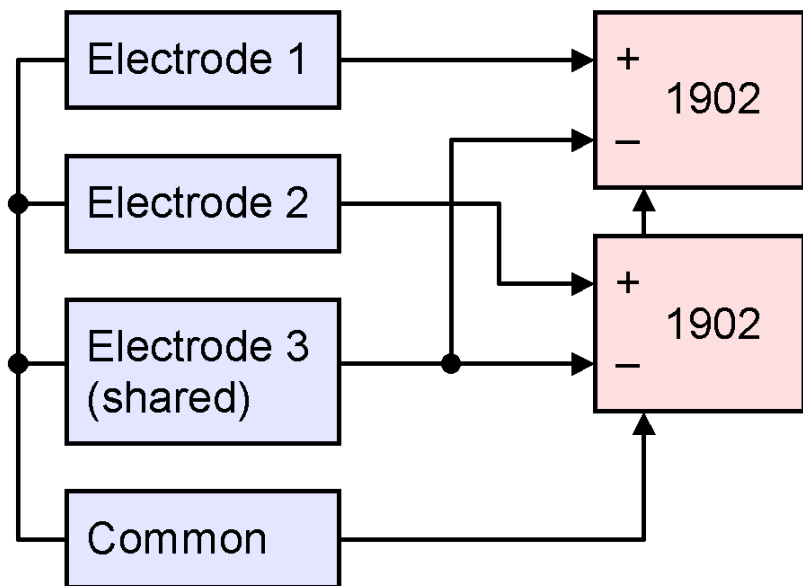 Electrode 1
+
1902
–
Electrode 2
+
1902
–
Electrode 3
(shared)
Common